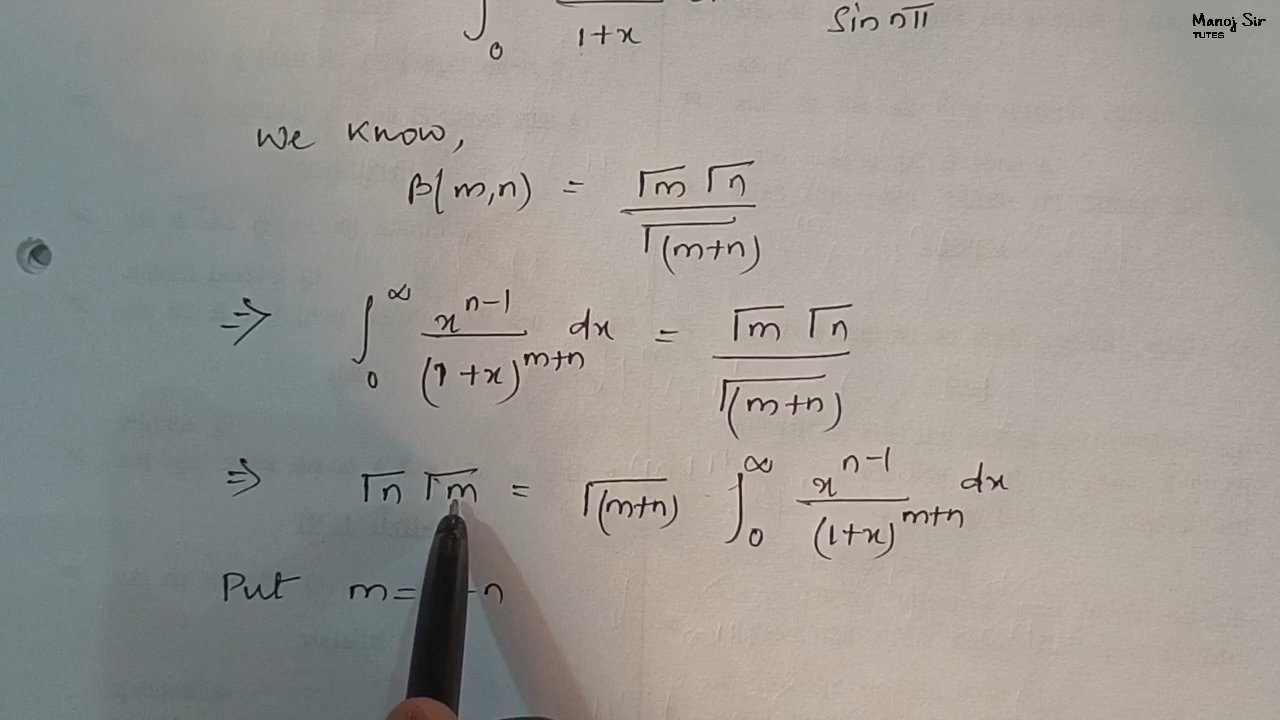 ∫₀ 1+x Sin nπ
Manoj Sir
TUTES
We know,
β(m,n) = Γm Γn / Γ(m+n)
⇒ ∫₀^∞ x^(n-1) / (1+x)^(m+n) dx = Γm Γn / Γ(m+n)
⇒ Γn Γm = Γ(m+n) ∫₀^∞ x^(n-1) / (1+x)^(m+n) dx
Put m= -n